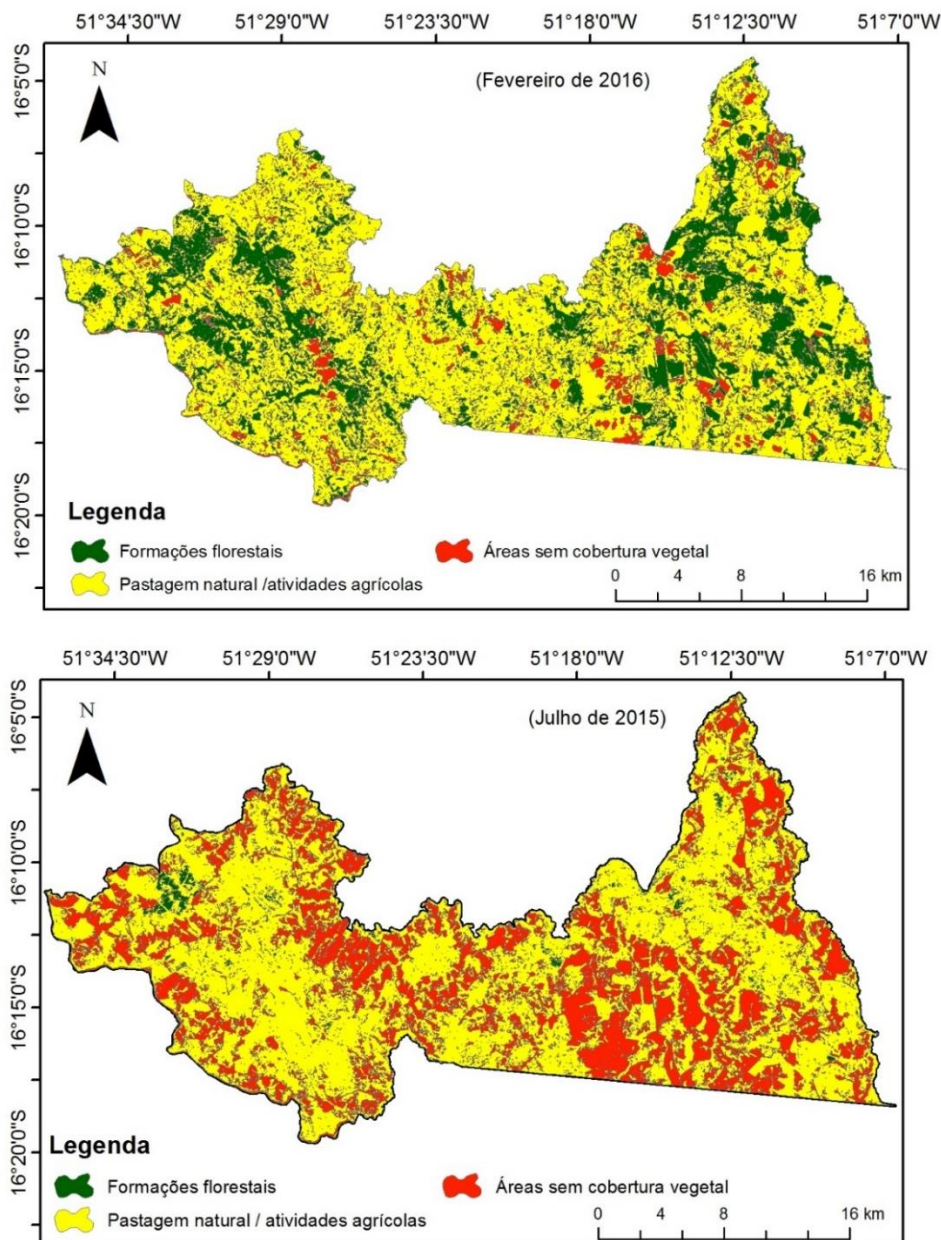 51°34'30"W 51°29'0"W 51°23'30"W 51°18'0"W 51°12'30"W 51°7'0"W
N
(Fevereiro de 2016)
16°5'0"S
16°10'0"S
16°15'0"S
16°20'0"S
Legenda
Formações florestais
Áreas sem cobertura vegetal
Pastagem natural /atividades agrícolas
0 4 8 16 km
51°34'30"W 51°29'0"W 51°23'30"W 51°18'0"W 51°12'30"W 51°7'0"W
N
(Julho de 2015)
16°5'0"S
16°10'0"S
16°15'0"S
16°20'0"S
Legenda
Formações florestais
Áreas sem cobertura vegetal
Pastagem natural / atividades agrícolas
0 4 8 16 km